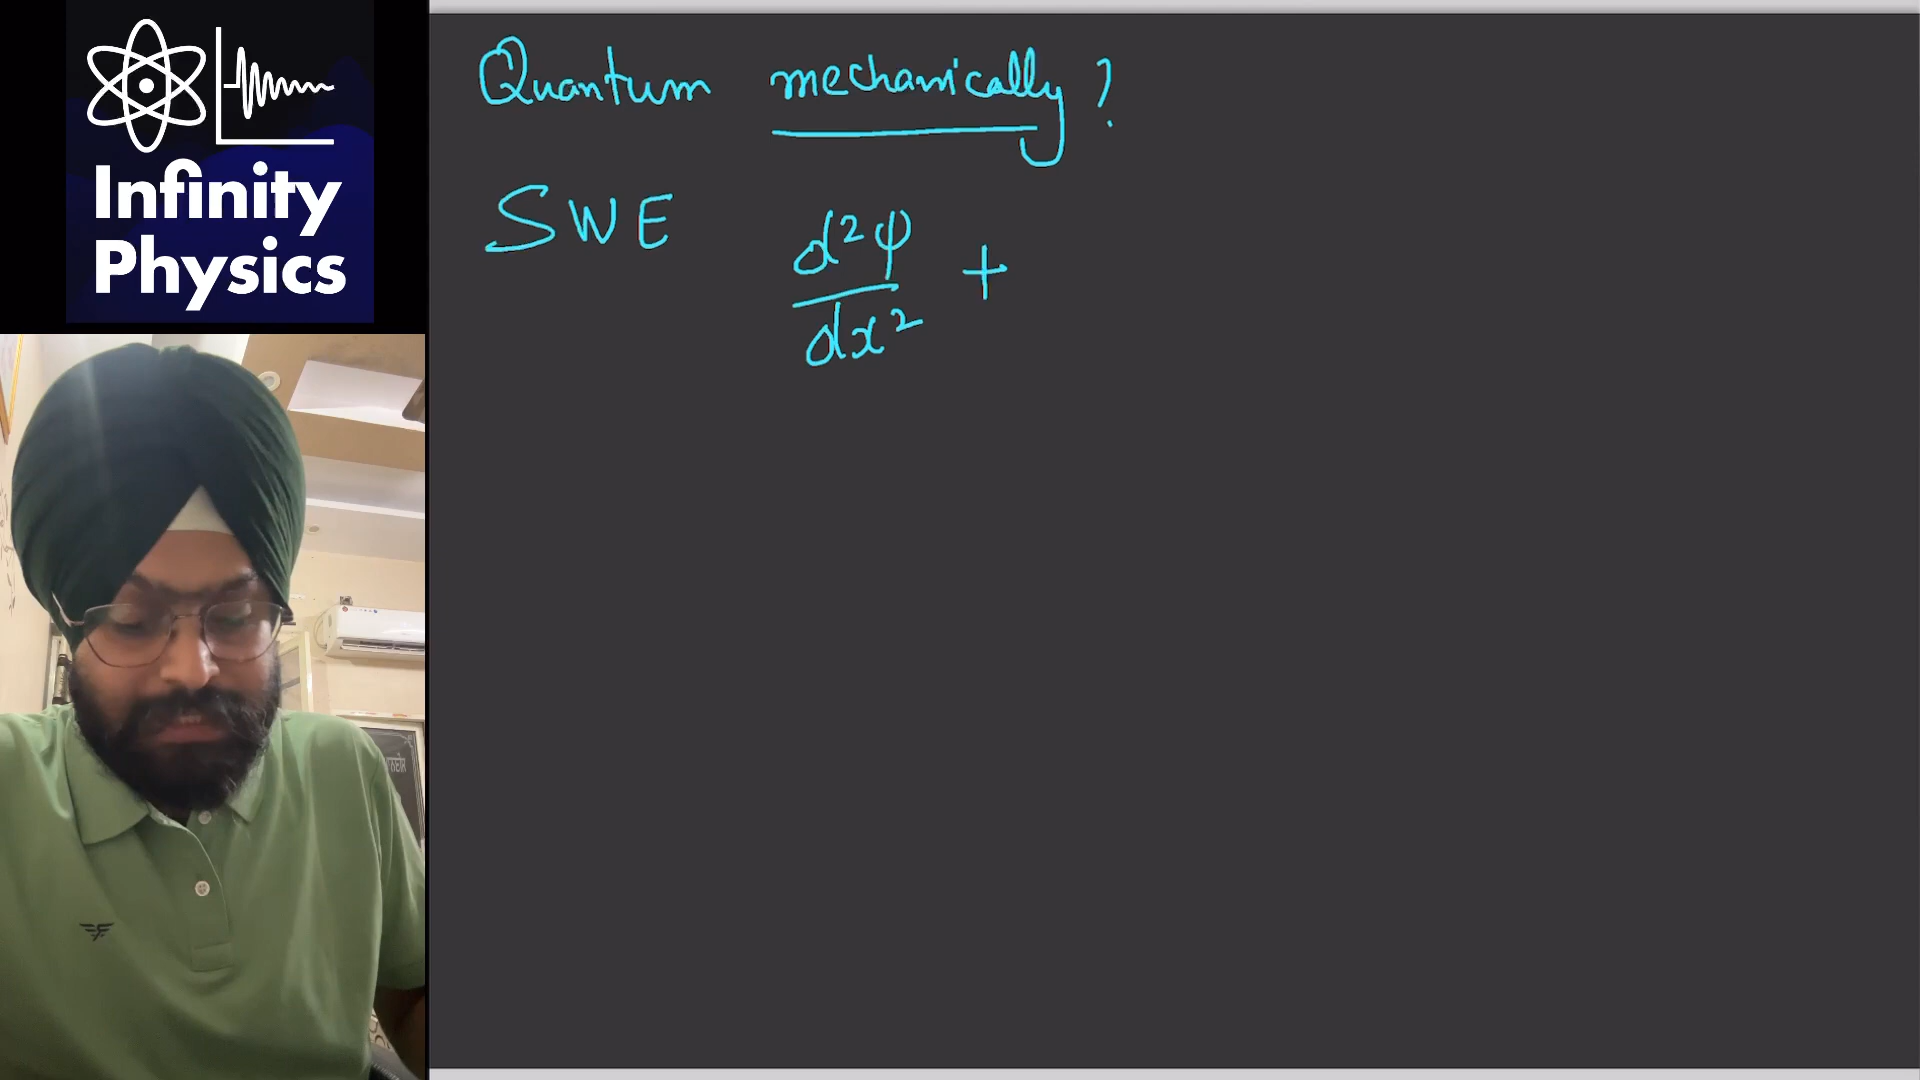 Infinity
Physics
Quantum mechanically?
SWE d²ψ/dx² +